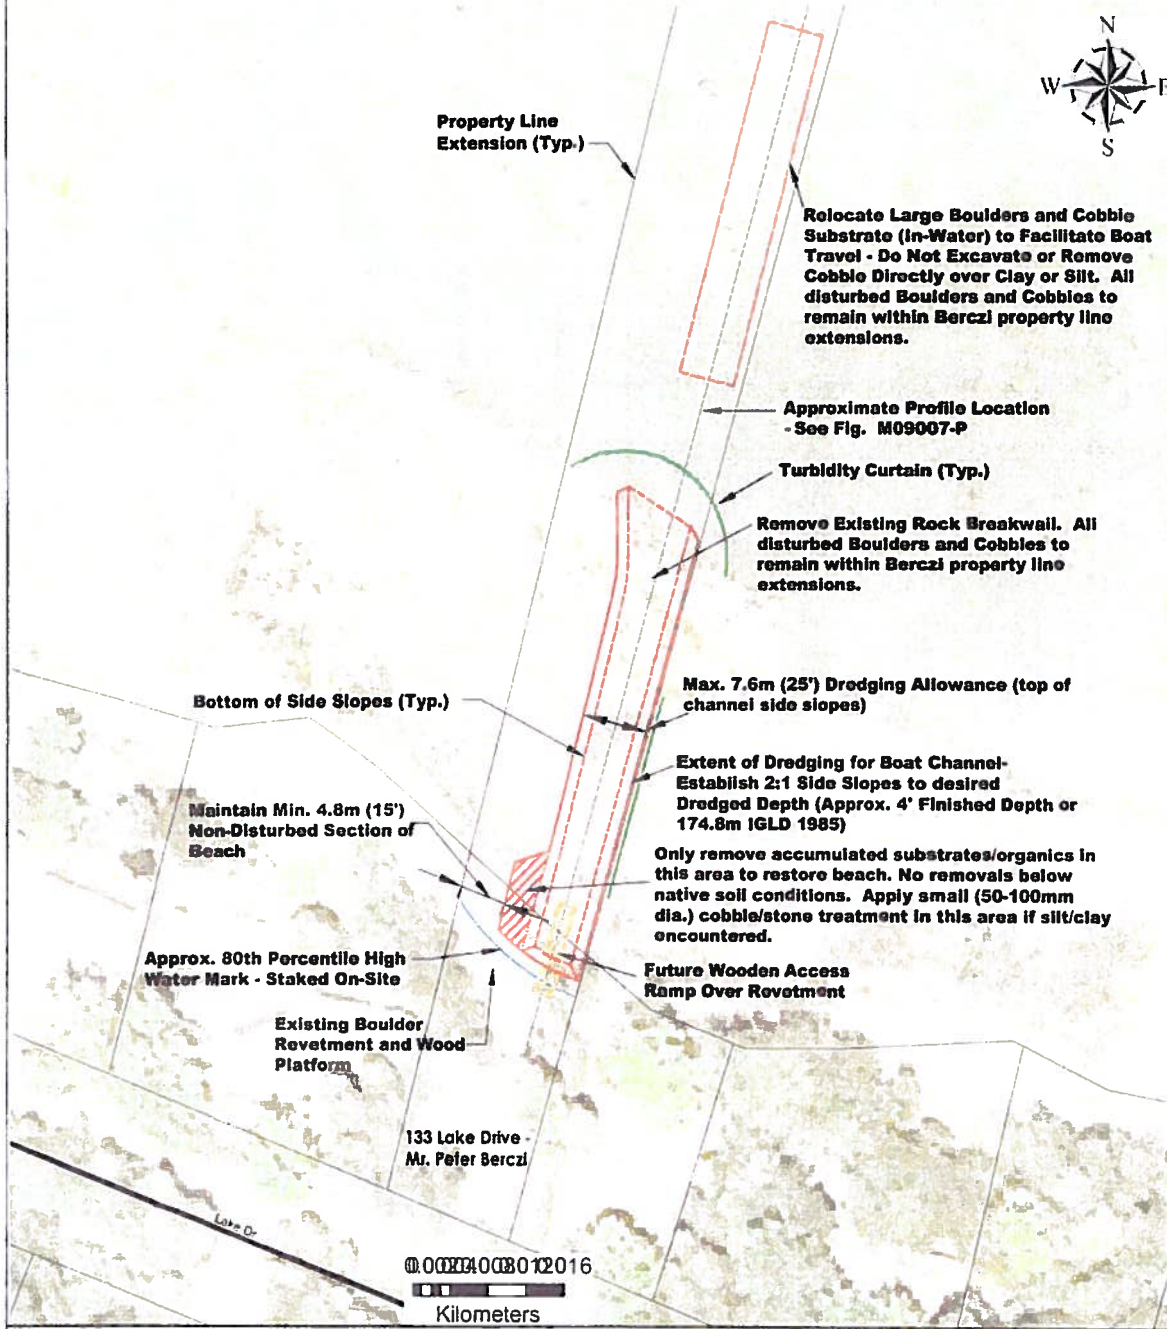 N
W
E
S
Property Line
Extension (Typ.)
Relocate Large Boulders and Cobble
Substrate (In-Water) to Facilitate Boat
Travel - Do Not Excavate or Remove
Cobble Directly over Clay or Silt. All
disturbed Boulders and Cobbles to
remain within Berczi property line
extensions.
Approximate Profile Location
- See Fig. M09007-P
Turbidity Curtain (Typ.)
Remove Existing Rock Breakwall. All
disturbed Boulders and Cobbles to
remain within Berczi property line
extensions.
Bottom of Side Slopes (Typ.)
Max. 7.6m (25') Dredging Allowance (top of
channel side slopes)
Extent of Dredging for Boat Channel-
Establish 2:1 Side Slopes to desired
Dredged Depth (Approx. 4' Finished Depth or
174.8m IGLD 1985)
Maintain Min. 4.8m (15')
Non-Disturbed Section of
Beach
Only remove accumulated substrates/organics in
this area to restore beach. No removals below
native soil conditions. Apply small (50-100mm
dia.) cobble/stone treatment in this area if silt/clay
encountered.
Approx. 80th Percentile High
Water Mark - Staked On-Site
Future Wooden Access
Ramp Over Revetment
Existing Boulder
Revetment and Wood
Platform
133 Lake Drive -
Mr. Peter Berczi
Lake Dr
Kilometers